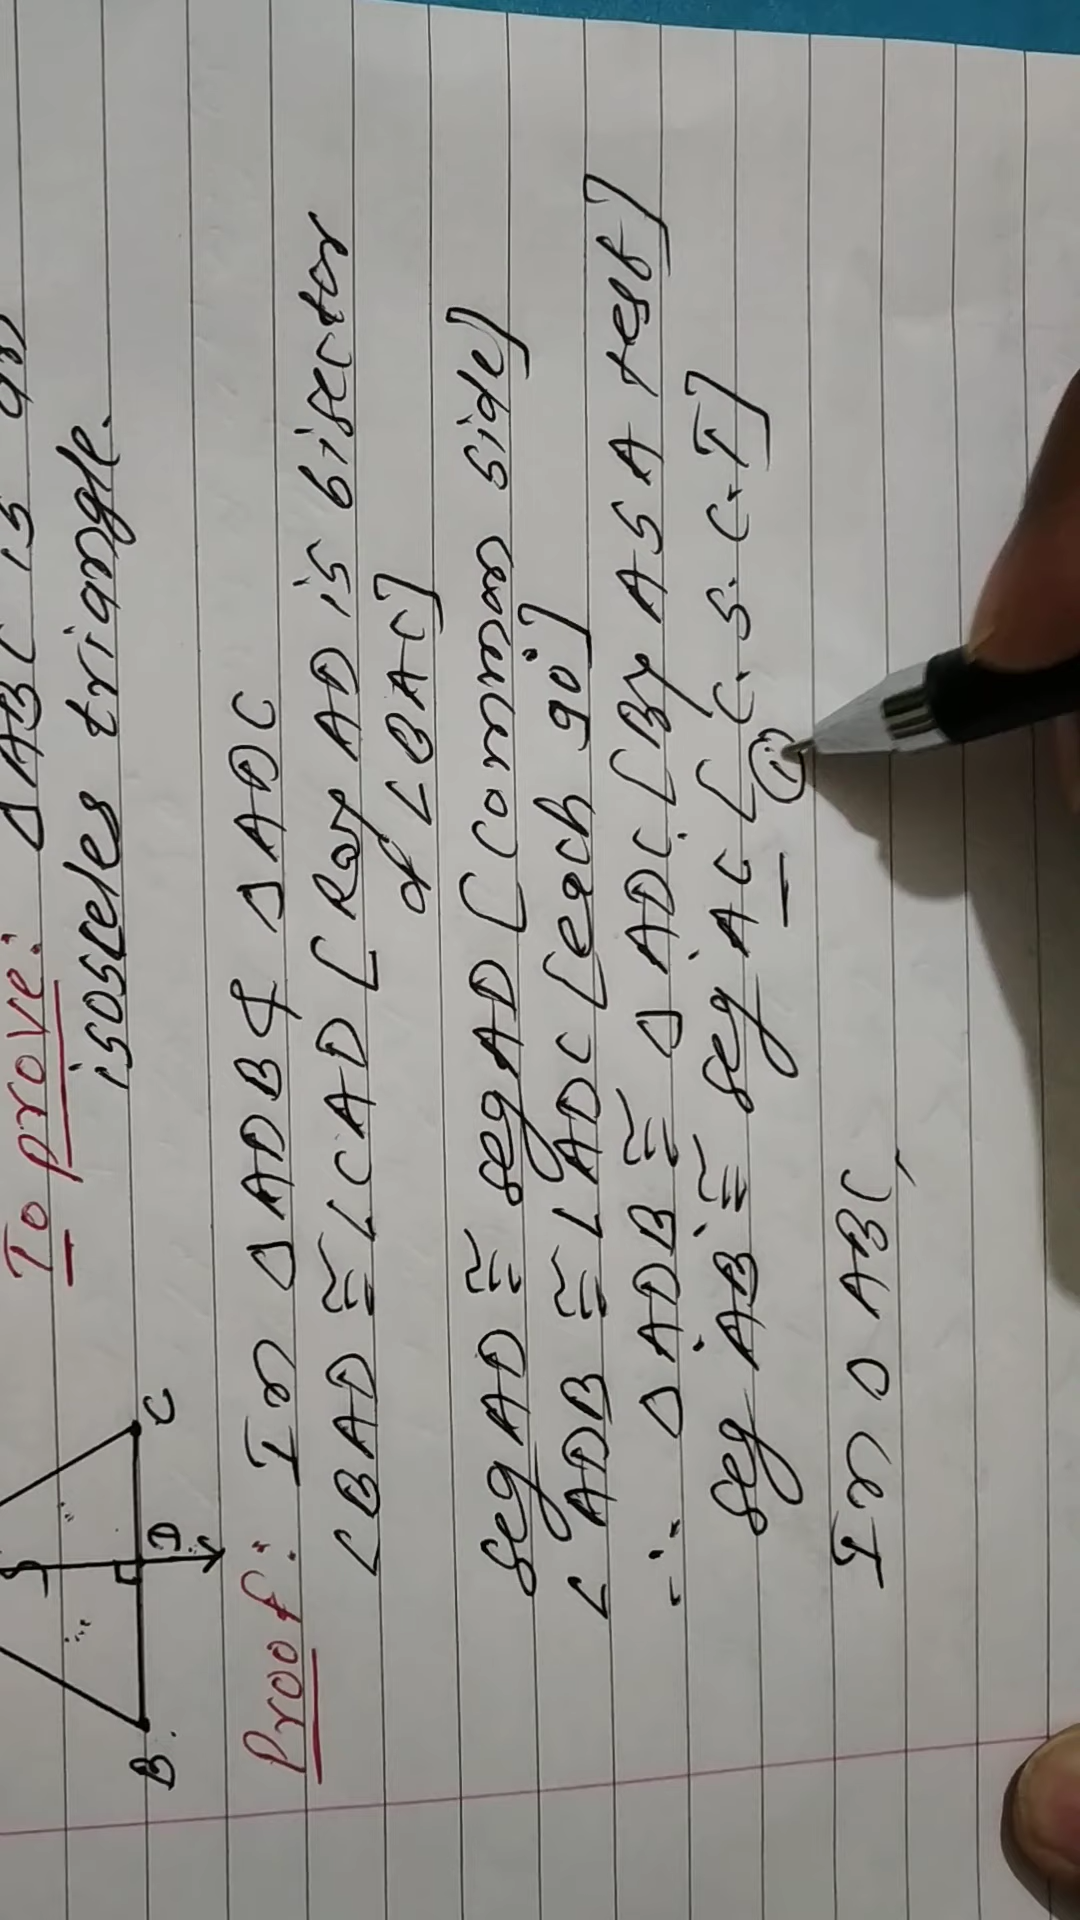 To prove: Δ ABC is an
isosceles triangle.
B
D
C
Proof: In Δ ADB & Δ ADC
∠BAD ≅ ∠CAD [Ray AD is bisector
of ∠BAC]
seg AD ≅ seg AD [Common side]
∠ ADB ≅ ∠ADC [each 90°]
∴ Δ ADB ≅ Δ ADC [By ASA test]
seg AB ≅ seg AC [C.S.C.T]
— ①
In Δ ABC,